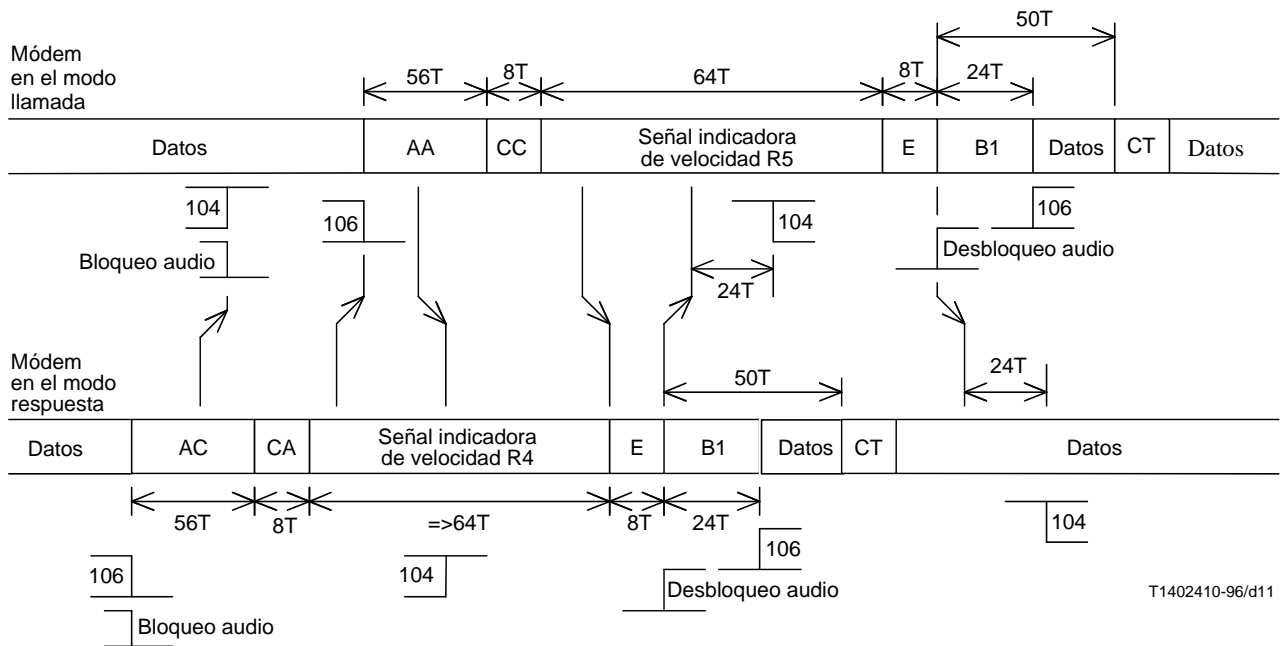 50T
Módem
en el modo
llamada
56T
8T
64T
8T
24T
Datos
AA
CC
Señal indicadora
de velocidad R5
E
B1
Datos
CT
Datos
104
106
104
106
Bloqueo audio
Desbloqueo audio
24T
Módem
en el modo
respuesta
50T
24T
Datos
AC
CA
Señal indicadora
de velocidad R4
E
B1
Datos
CT
Datos
56T
8T
=>64T
8T
24T
104
106
106
104
Desbloqueo audio
T1402410-96/d11
Bloqueo audio